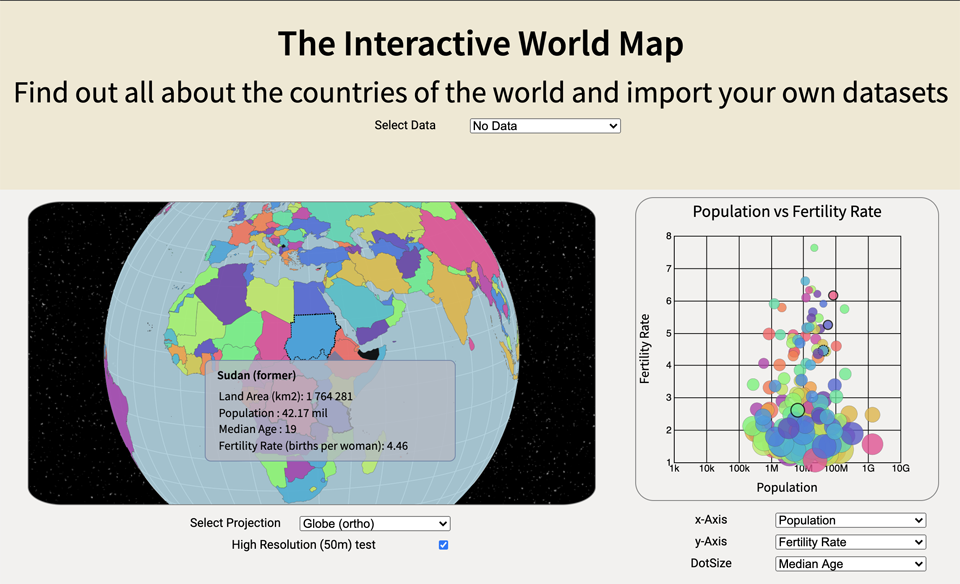 The Interactive World Map
Find out all about the countries of the world and import your own datasets
Select Data No Data
Sudan (former)
Land Area (km2): 1 764 281
Population : 42.17 mil
Median Age : 19
Fertility Rate (births per woman): 4.46
Select Projection Globe (ortho)
High Resolution (50m) test
Population vs Fertility Rate
8
7
6
5
4
3
2
1
Fertility Rate
1k 10k 100k 1M 10M 100M 1G 10G
Population
x-Axis Population
y-Axis Fertility Rate
DotSize Median Age